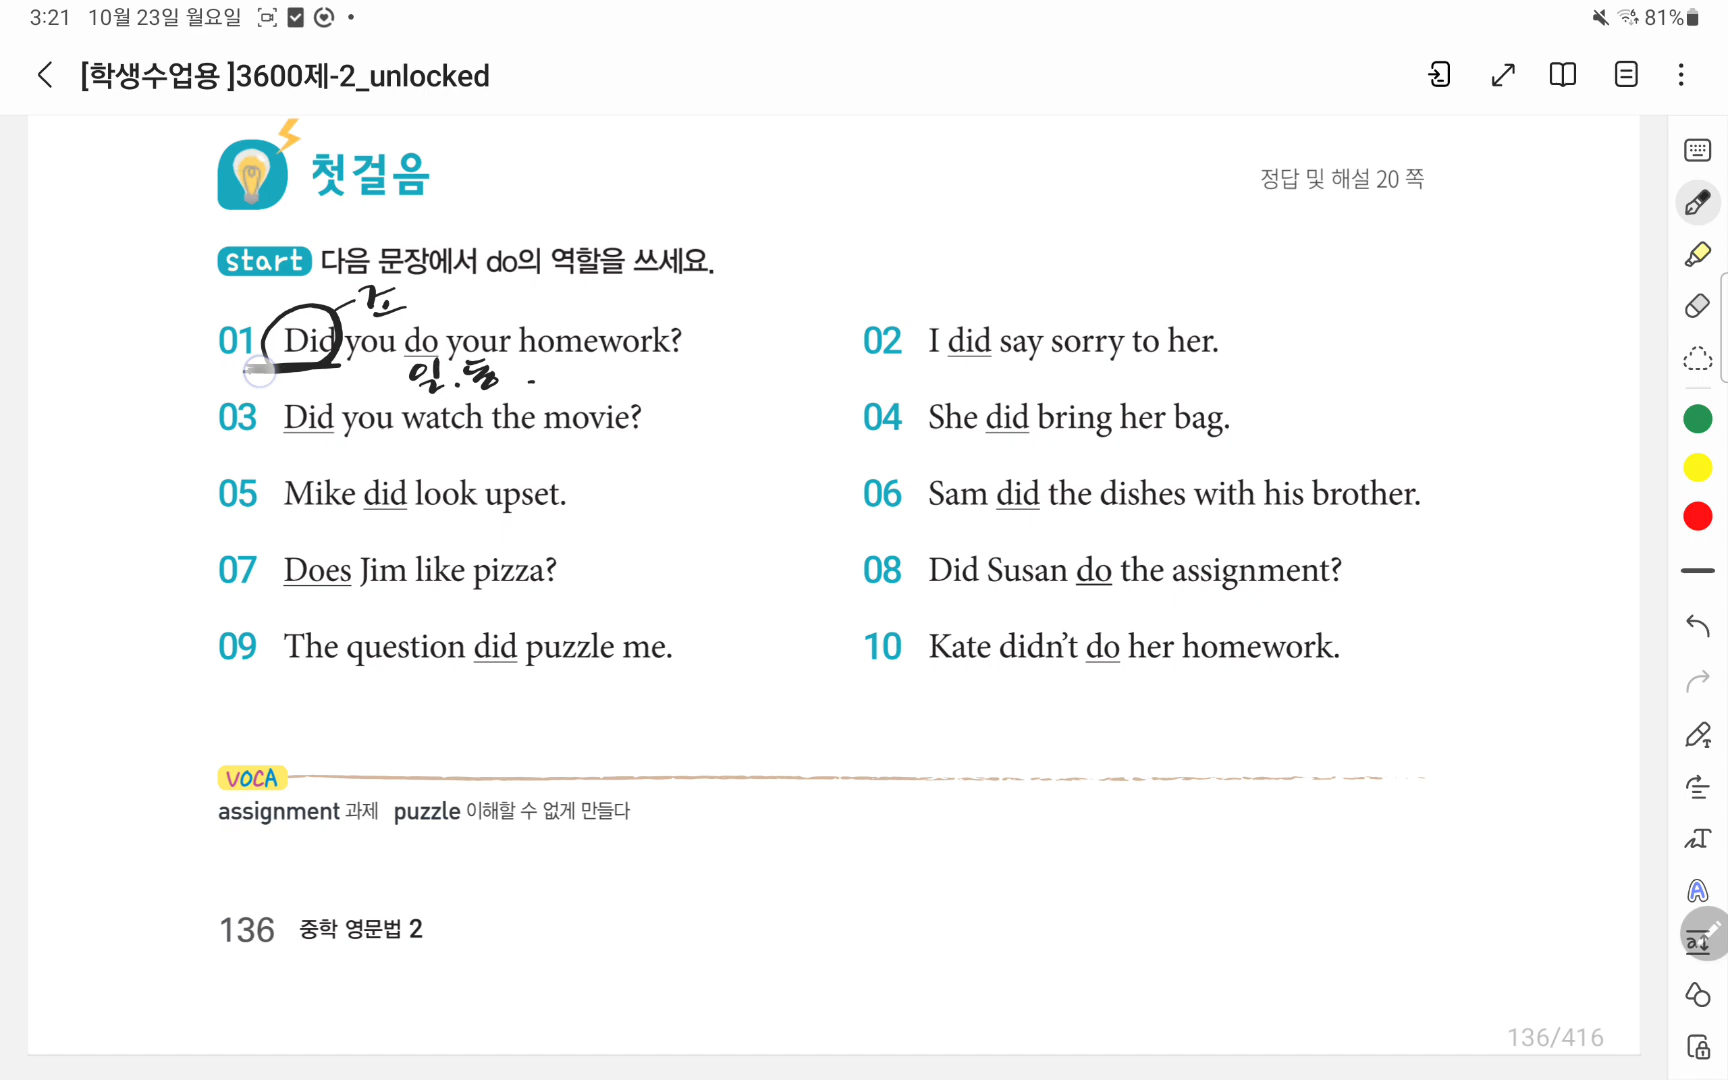 3:21 10월 23일 월요일 81%
[학생수업용 ]3600제-2_unlocked
첫걸음
정답 및 해설 20 쪽
start 다음 문장에서 do의 역할을 쓰세요.
조
01 Did you do your homework?
일.동
02 I did say sorry to her.
03 Did you watch the movie?
04 She did bring her bag.
05 Mike did look upset.
06 Sam did the dishes with his brother.
07 Does Jim like pizza?
08 Did Susan do the assignment?
09 The question did puzzle me.
10 Kate didn’t do her homework.
VOCA
assignment 과제 puzzle 이해할 수 없게 만들다
136 중학 영문법 2
136/416